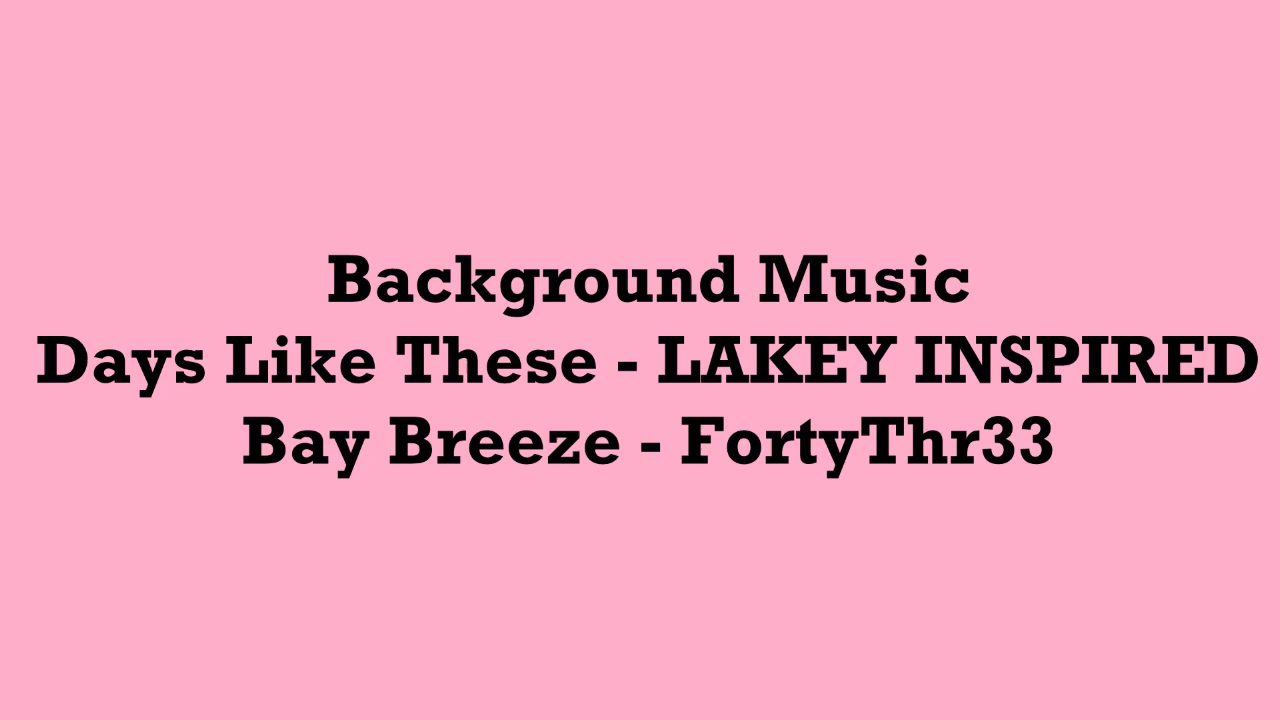 Background Music
Days Like These - LAKEY INSPIRED
Bay Breeze - FortyThr33